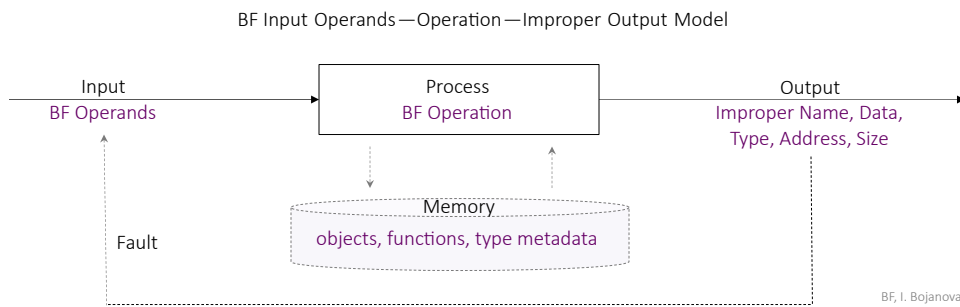 BF Input Operands—Operation—Improper Output Model
Input
BF Operands
Process
BF Operation
Output
Improper Name, Data,
Type, Address, Size
Memory
objects, functions, type metadata
Fault
BF, I. Bojanova